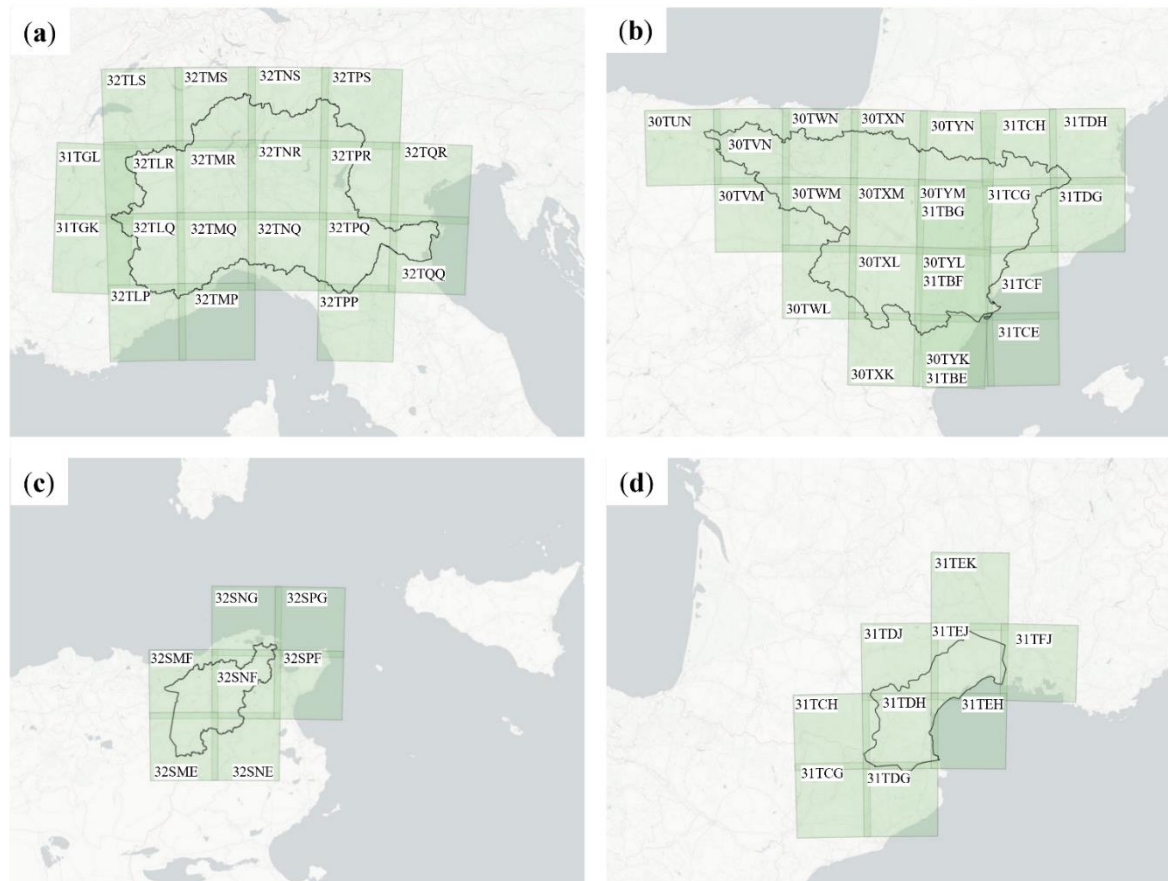 (a)
32TLS 32TMS 32TNS 32TPS
31TGL 32TLR 32TMR 32TNR 32TPR 32TQR
31TGK 32TLQ 32TMQ 32TNQ 32TPQ
32TQQ
32TLP 32TMP 32TPP
(b)
30TUN 30TWN 30TXN 30TYN 31TCH 31TDH
30TVN
30TVM 30TWM 30TXM 30TYM 31TCG 31TDG
31TBG
30TXL 30TYL
31TBF 31TCF
30TWL
31TCE
30TYK
30TXK 31TBE
(c)
32SNG 32SPG
32SMF 32SPF
32SNF
32SME 32SNE
(d)
31TEK
31TDJ 31TEJ 31TFJ
31TCH 31TDH 31TEH
31TCG 31TDG